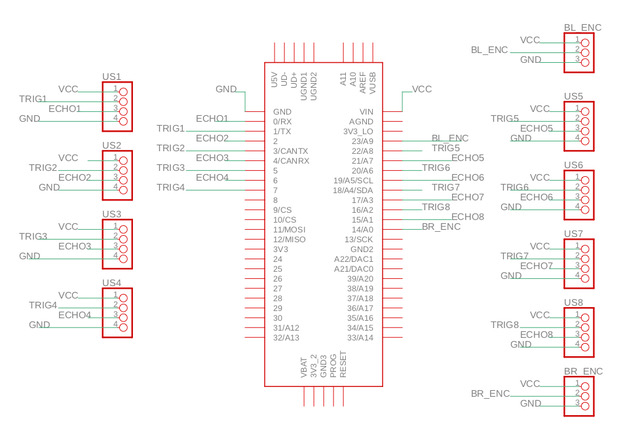 US1
VCC
1
TRIG1
2
ECHO1
3
GND
4
US2
VCC
1
TRIG2
2
ECHO2
3
GND
4
US3
VCC
1
TRIG3
2
ECHO3
3
GND
4
US4
VCC
1
TRIG4
2
ECHO4
3
GND
4
GND
ECHO1
TRIG1
ECHO2
TRIG2
ECHO3
TRIG3
ECHO4
TRIG4
U5V
UD-
UD+
UGND1
UGND2
A11
A10
AREF
VUSB
GND
0/RX
1/TX
2
3/CANTX
4/CANRX
5
6
7
8
9/CS
10/CS
11/MOSI
12/MISO
3V3
24
25
26
27
28
29
30
31/A12
32/A13
VIN
AGND
3V3_LO
23/A9
22/A8
21/A7
20/A6
19/A5/SCL
18/A4/SDA
17/A3
16/A2
15/A1
14/A0
13/SCK
GND2
A22/DAC1
A21/DAC0
39/A20
38/A19
37/A18
36/A17
35/A16
34/A15
33/A14
VBAT
3V3_2
GND3
PROG
RESET
VCC
BL_ENC
TRIG5
ECHO5
TRIG6
ECHO6
TRIG7
ECHO7
TRIG8
ECHO8
BR_ENC
BL_ENC
VCC
1
BL_ENC
2
GND
3
US5
VCC
1
TRIG5
2
ECHO5
3
GND
4
US6
VCC
1
TRIG6
2
ECHO6
3
GND
4
US7
VCC
1
TRIG7
2
ECHO7
3
GND
4
US8
VCC
1
TRIG8
2
ECHO8
3
GND
4
BR_ENC
VCC
1
BR_ENC
2
GND
3